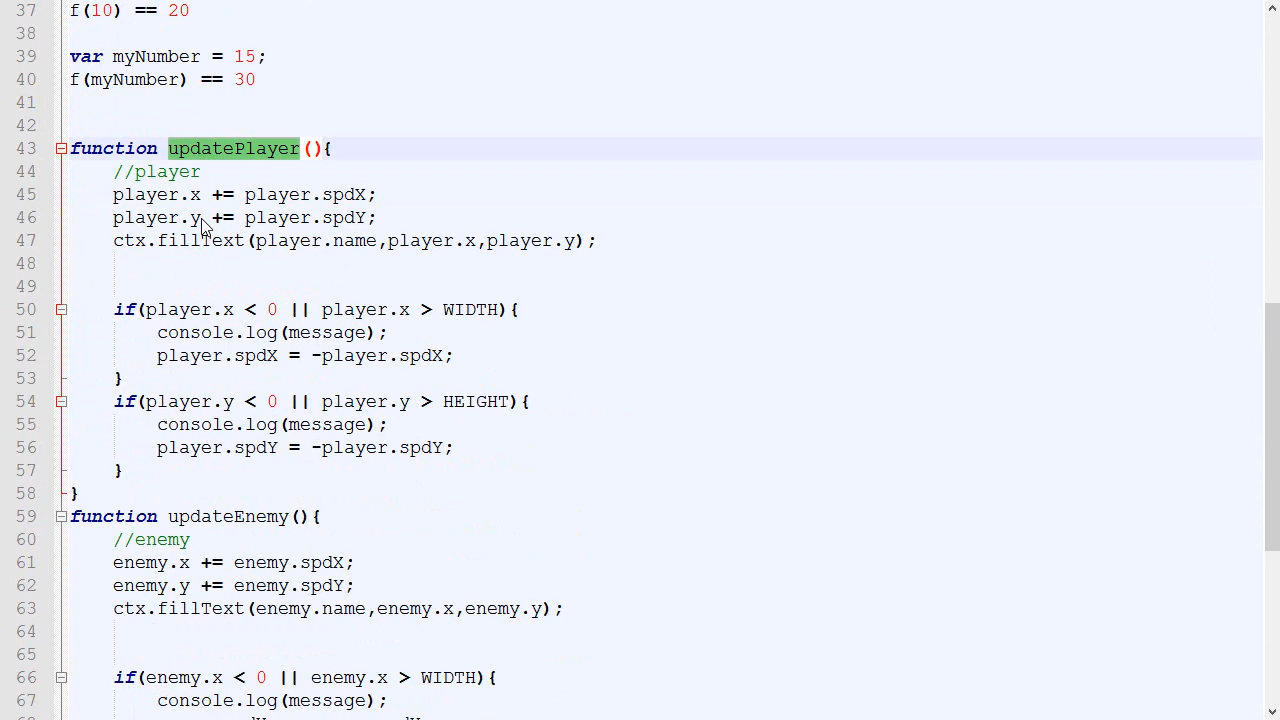 37 f(10) == 20
38
39 var myNumber = 15;
40 f(myNumber) == 30
41
42
43 function updatePlayer(){
44 //player
45 player.x += player.spdX;
46 player.y += player.spdY;
47 ctx.fillText(player.name,player.x,player.y);
48
49
50 if(player.x < 0 || player.x > WIDTH){
51 console.log(message);
52 player.spdX = -player.spdX;
53 }
54 if(player.y < 0 || player.y > HEIGHT){
55 console.log(message);
56 player.spdY = -player.spdY;
57 }
58 }
59 function updateEnemy(){
60 //enemy
61 enemy.x += enemy.spdX;
62 enemy.y += enemy.spdY;
63 ctx.fillText(enemy.name,enemy.x,enemy.y);
64
65
66 if(enemy.x < 0 || enemy.x > WIDTH){
67 console.log(message);